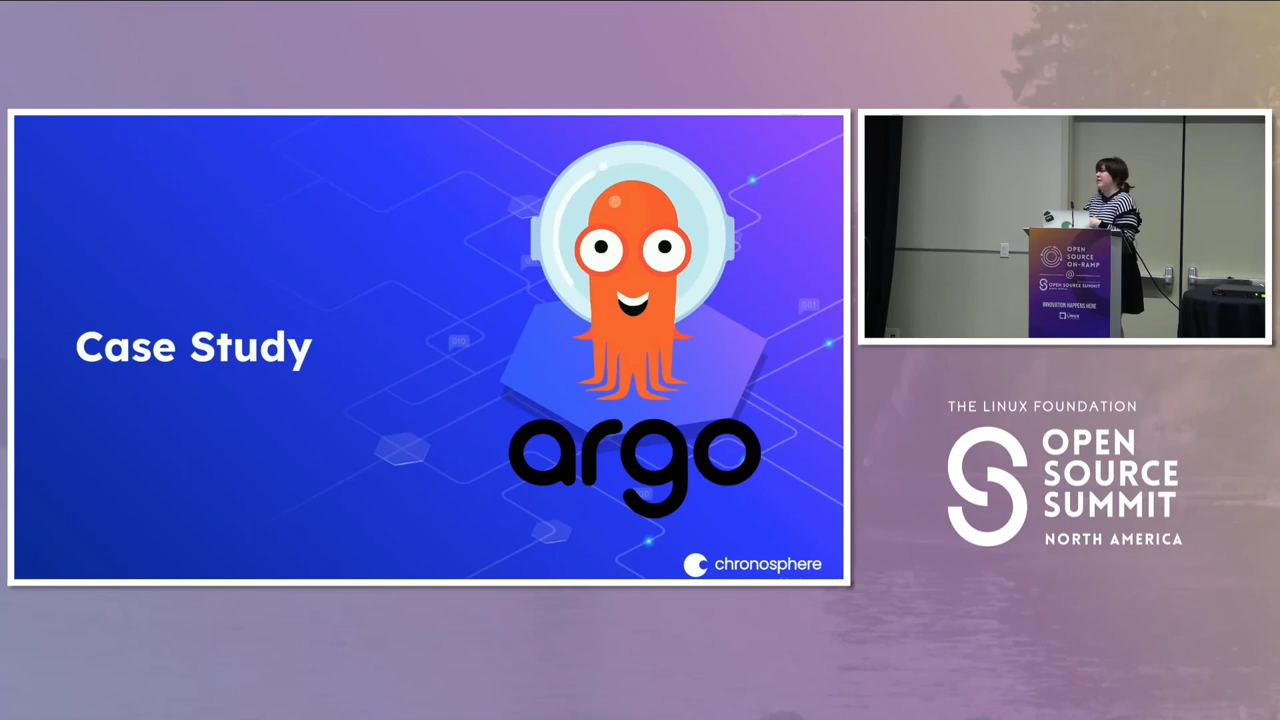 Case Study
argo
chronosphere
OPEN
SOURCE
ON-RAMP
@
OPEN SOURCE SUMMIT
INNOVATION HAPPENS HERE
THE LINUX FOUNDATION
OPEN
SOURCE
SUMMIT
NORTH AMERICA